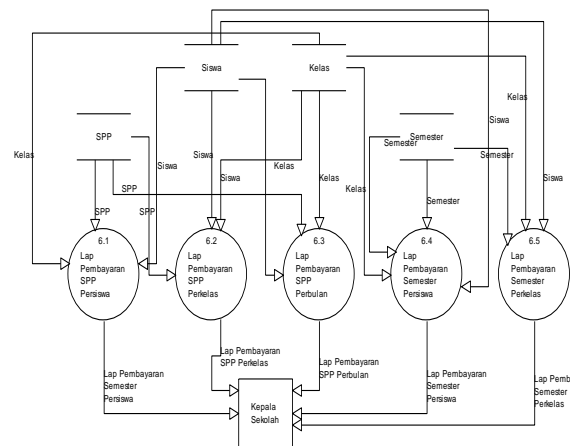 Siswa
Kelas
SPP
Semester
Semester
Semester
Kelas
Siswa
Kelas
Siswa
Siswa
Kelas
Kelas
Siswa
Kelas
Siswa
SPP
SPP
SPP
Semester
6.1
Lap
Pembayaran
SPP
Persiswa
6.2
Lap
Pembayaran
SPP
Perkelas
6.3
Lap
Pembayaran
SPP
Perbulan
6.4
Lap
Pembayaran
Semester
Persiswa
6.5
Lap
Pembayaran
Semester
Perkelas
Lap Pembayaran
Semester
Persiswa
Lap Pembayaran
SPP Perkelas
Lap Pembayaran
SPP Perbulan
Lap Pembayaran
Semester
Persiswa
Lap Pemb
Semester
Perkelas
Kepala
Sekolah